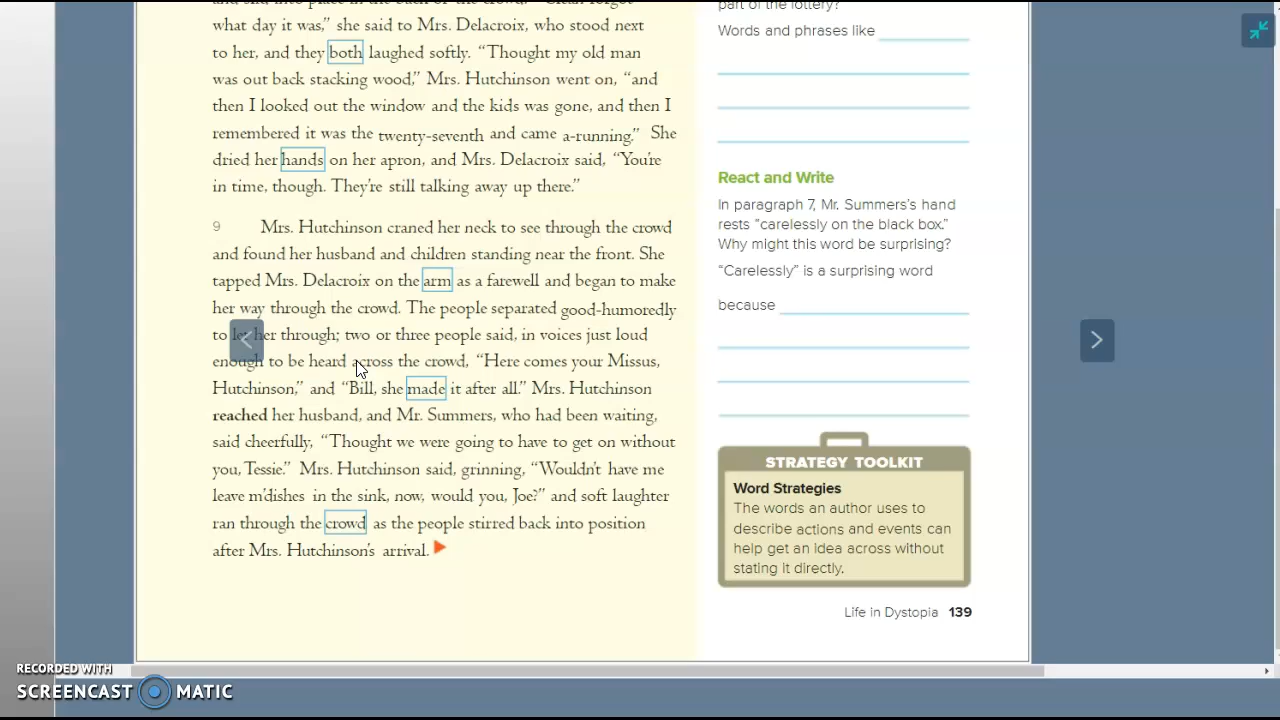 what day it was,” she said to Mrs. Delacroix, who stood next
to her, and they both laughed softly. “Thought my old man
was out back stacking wood,” Mrs. Hutchinson went on, “and
then I looked out the window and the kids was gone, and then I
remembered it was the twenty-seventh and came a-running.” She
dried her hands on her apron, and Mrs. Delacroix said, “You’re
in time, though. They’re still talking away up there.”
9 Mrs. Hutchinson craned her neck to see through the crowd
and found her husband and children standing near the front. She
tapped Mrs. Delacroix on the arm as a farewell and began to make
her way through the crowd. The people separated good-humoredly
to let her through; two or three people said, in voices just loud
enough to be heard across the crowd, “Here comes your Missus,
Hutchinson,” and “Bill, she made it after all.” Mrs. Hutchinson
reached her husband, and Mr. Summers, who had been waiting,
said cheerfully, “Thought we were going to have to get on without
you, Tessie.” Mrs. Hutchinson said, grinning, “Wouldn’t have me
leave m’dishes in the sink, now, would you, Joe?” and soft laughter
ran through the crowd as the people stirred back into position
after Mrs. Hutchinson’s arrival.
part of the lottery?
Words and phrases like
React and Write
In paragraph 7, Mr. Summers’s hand
rests “carelessly on the black box.”
Why might this word be surprising?
“Carelessly” is a surprising word
because
STRATEGY TOOLKIT
Word Strategies
The words an author uses to
describe actions and events can
help get an idea across without
stating it directly.
Life in Dystopia 139
RECORDED WITH
SCREENCAST MATIC